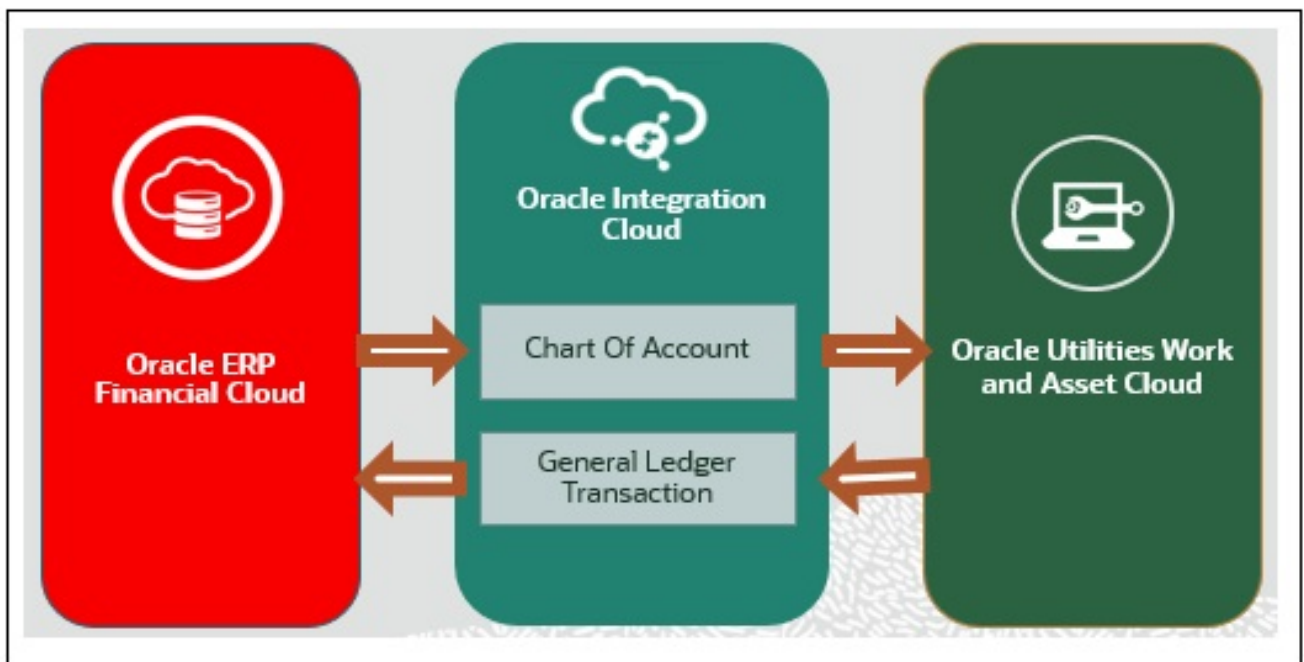 Oracle ERP
Financial Cloud
Oracle Integration
Cloud
Chart Of Account
General Ledger
Transaction
Oracle Utilities Work
and Asset Cloud